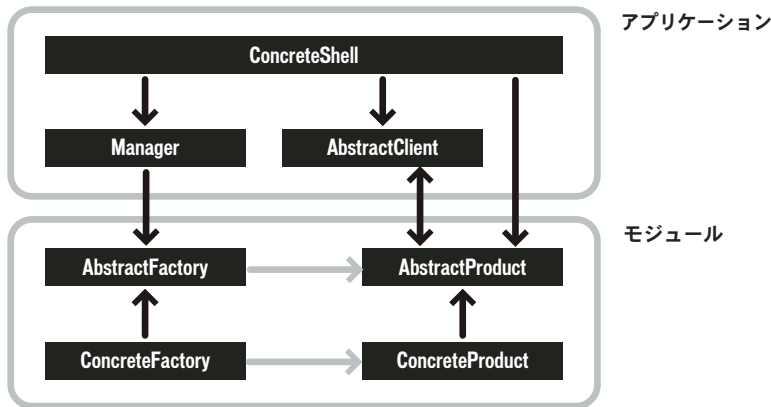 アプリケーション
ConcreteShell
Manager
AbstractClient
モジュール
AbstractFactory
AbstractProduct
ConcreteFactory
ConcreteProduct